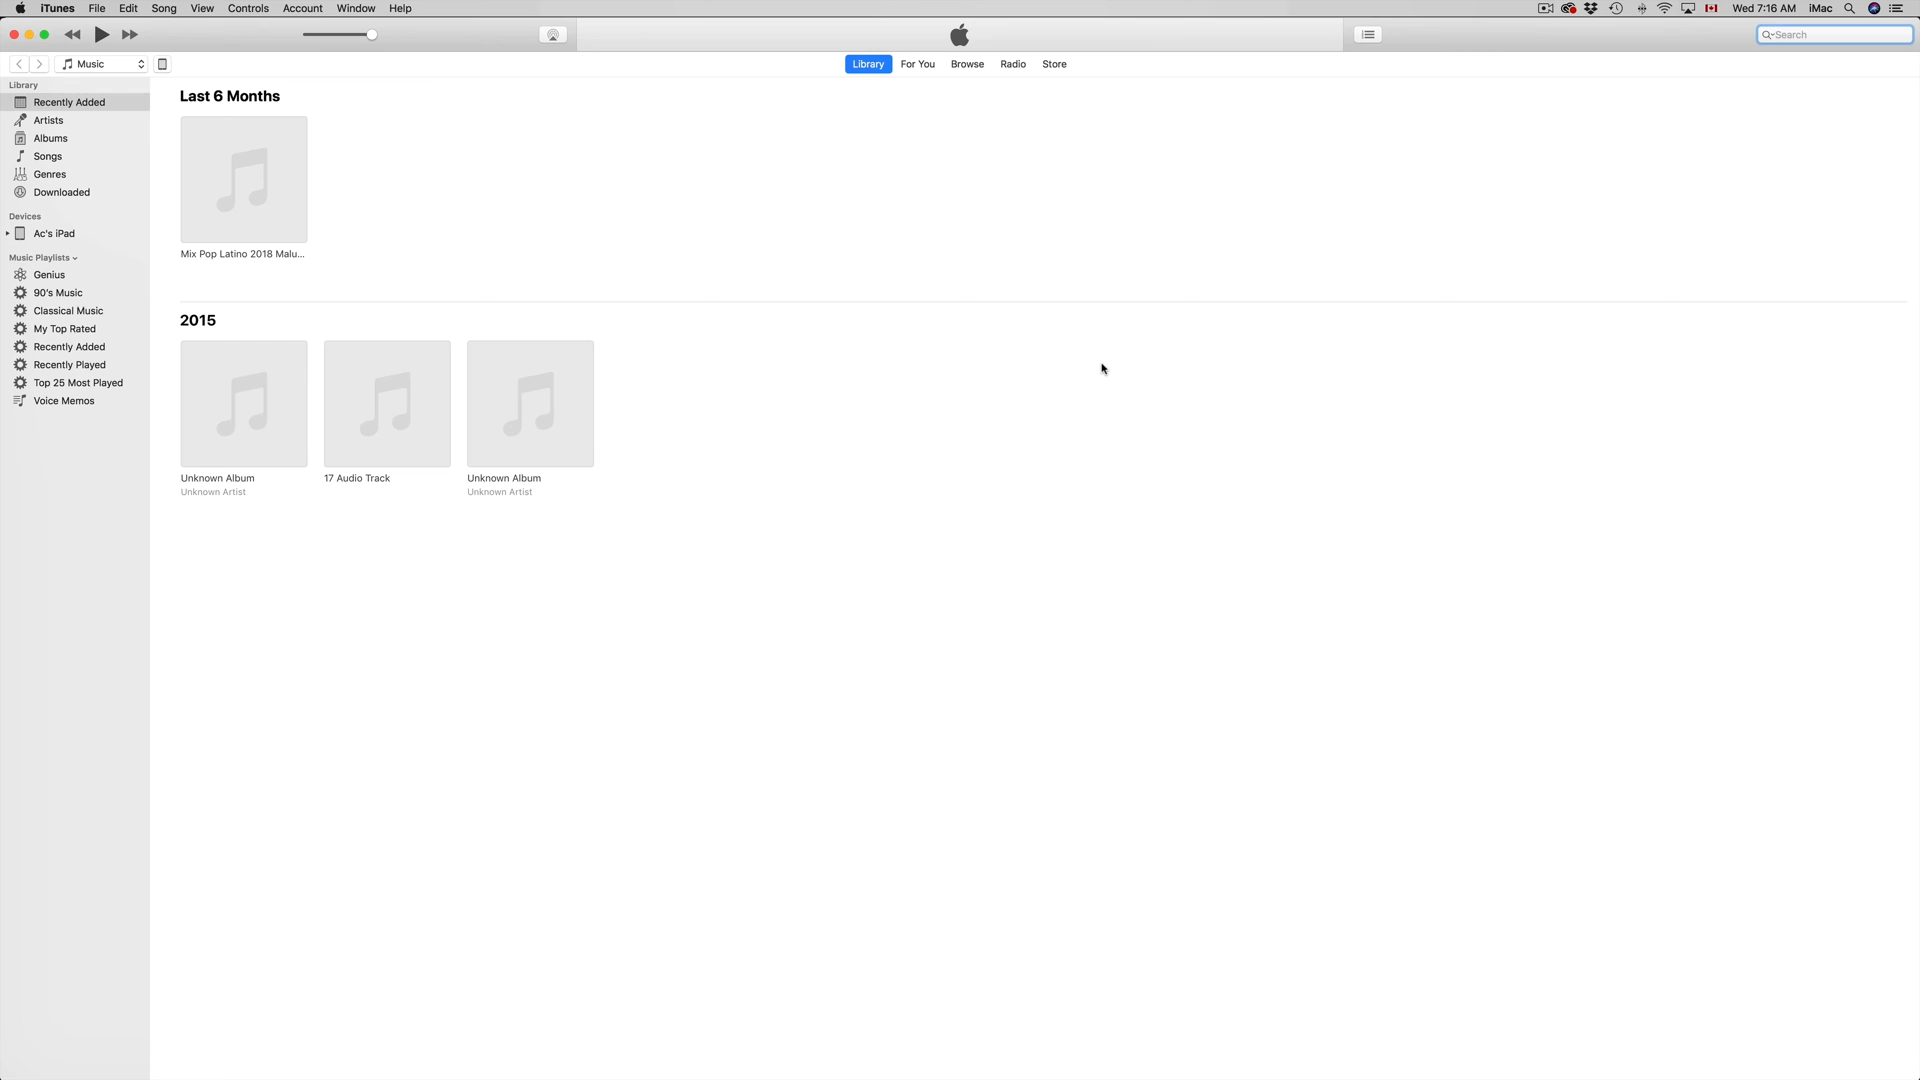 iTunes File Edit Song View Controls Account Window Help Wed 7:16 AM iMac
Search
Music Library For You Browse Radio Store
Library
Recently Added
Artists
Albums
Songs
Genres
Downloaded
Devices
Ac's iPad
Music Playlists
Genius
90's Music
Classical Music
My Top Rated
Recently Added
Recently Played
Top 25 Most Played
Voice Memos
Last 6 Months
Mix Pop Latino 2018 Malu...
2015
Unknown Album 17 Audio Track Unknown Album
Unknown Artist Unknown Artist